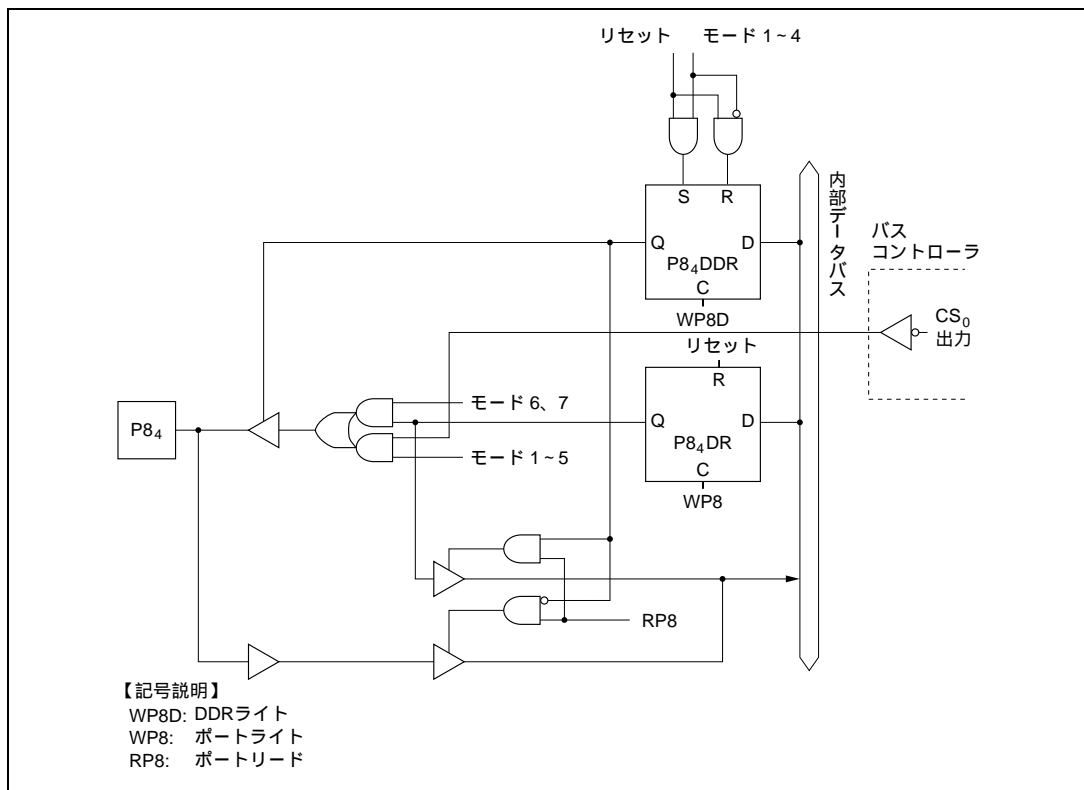 リセット モード 1~4
S R
Q D
P8₄DDR
C
WP8D
内部データバス
バス
コントローラ
CS₀
出力
リセット
R
モード 6、7
Q D
P8₄
P8₄DR
モード 1~5
C
WP8
RP8
【記号説明】
WP8D: DDRライト
WP8: ポートライト
RP8: ポートリード